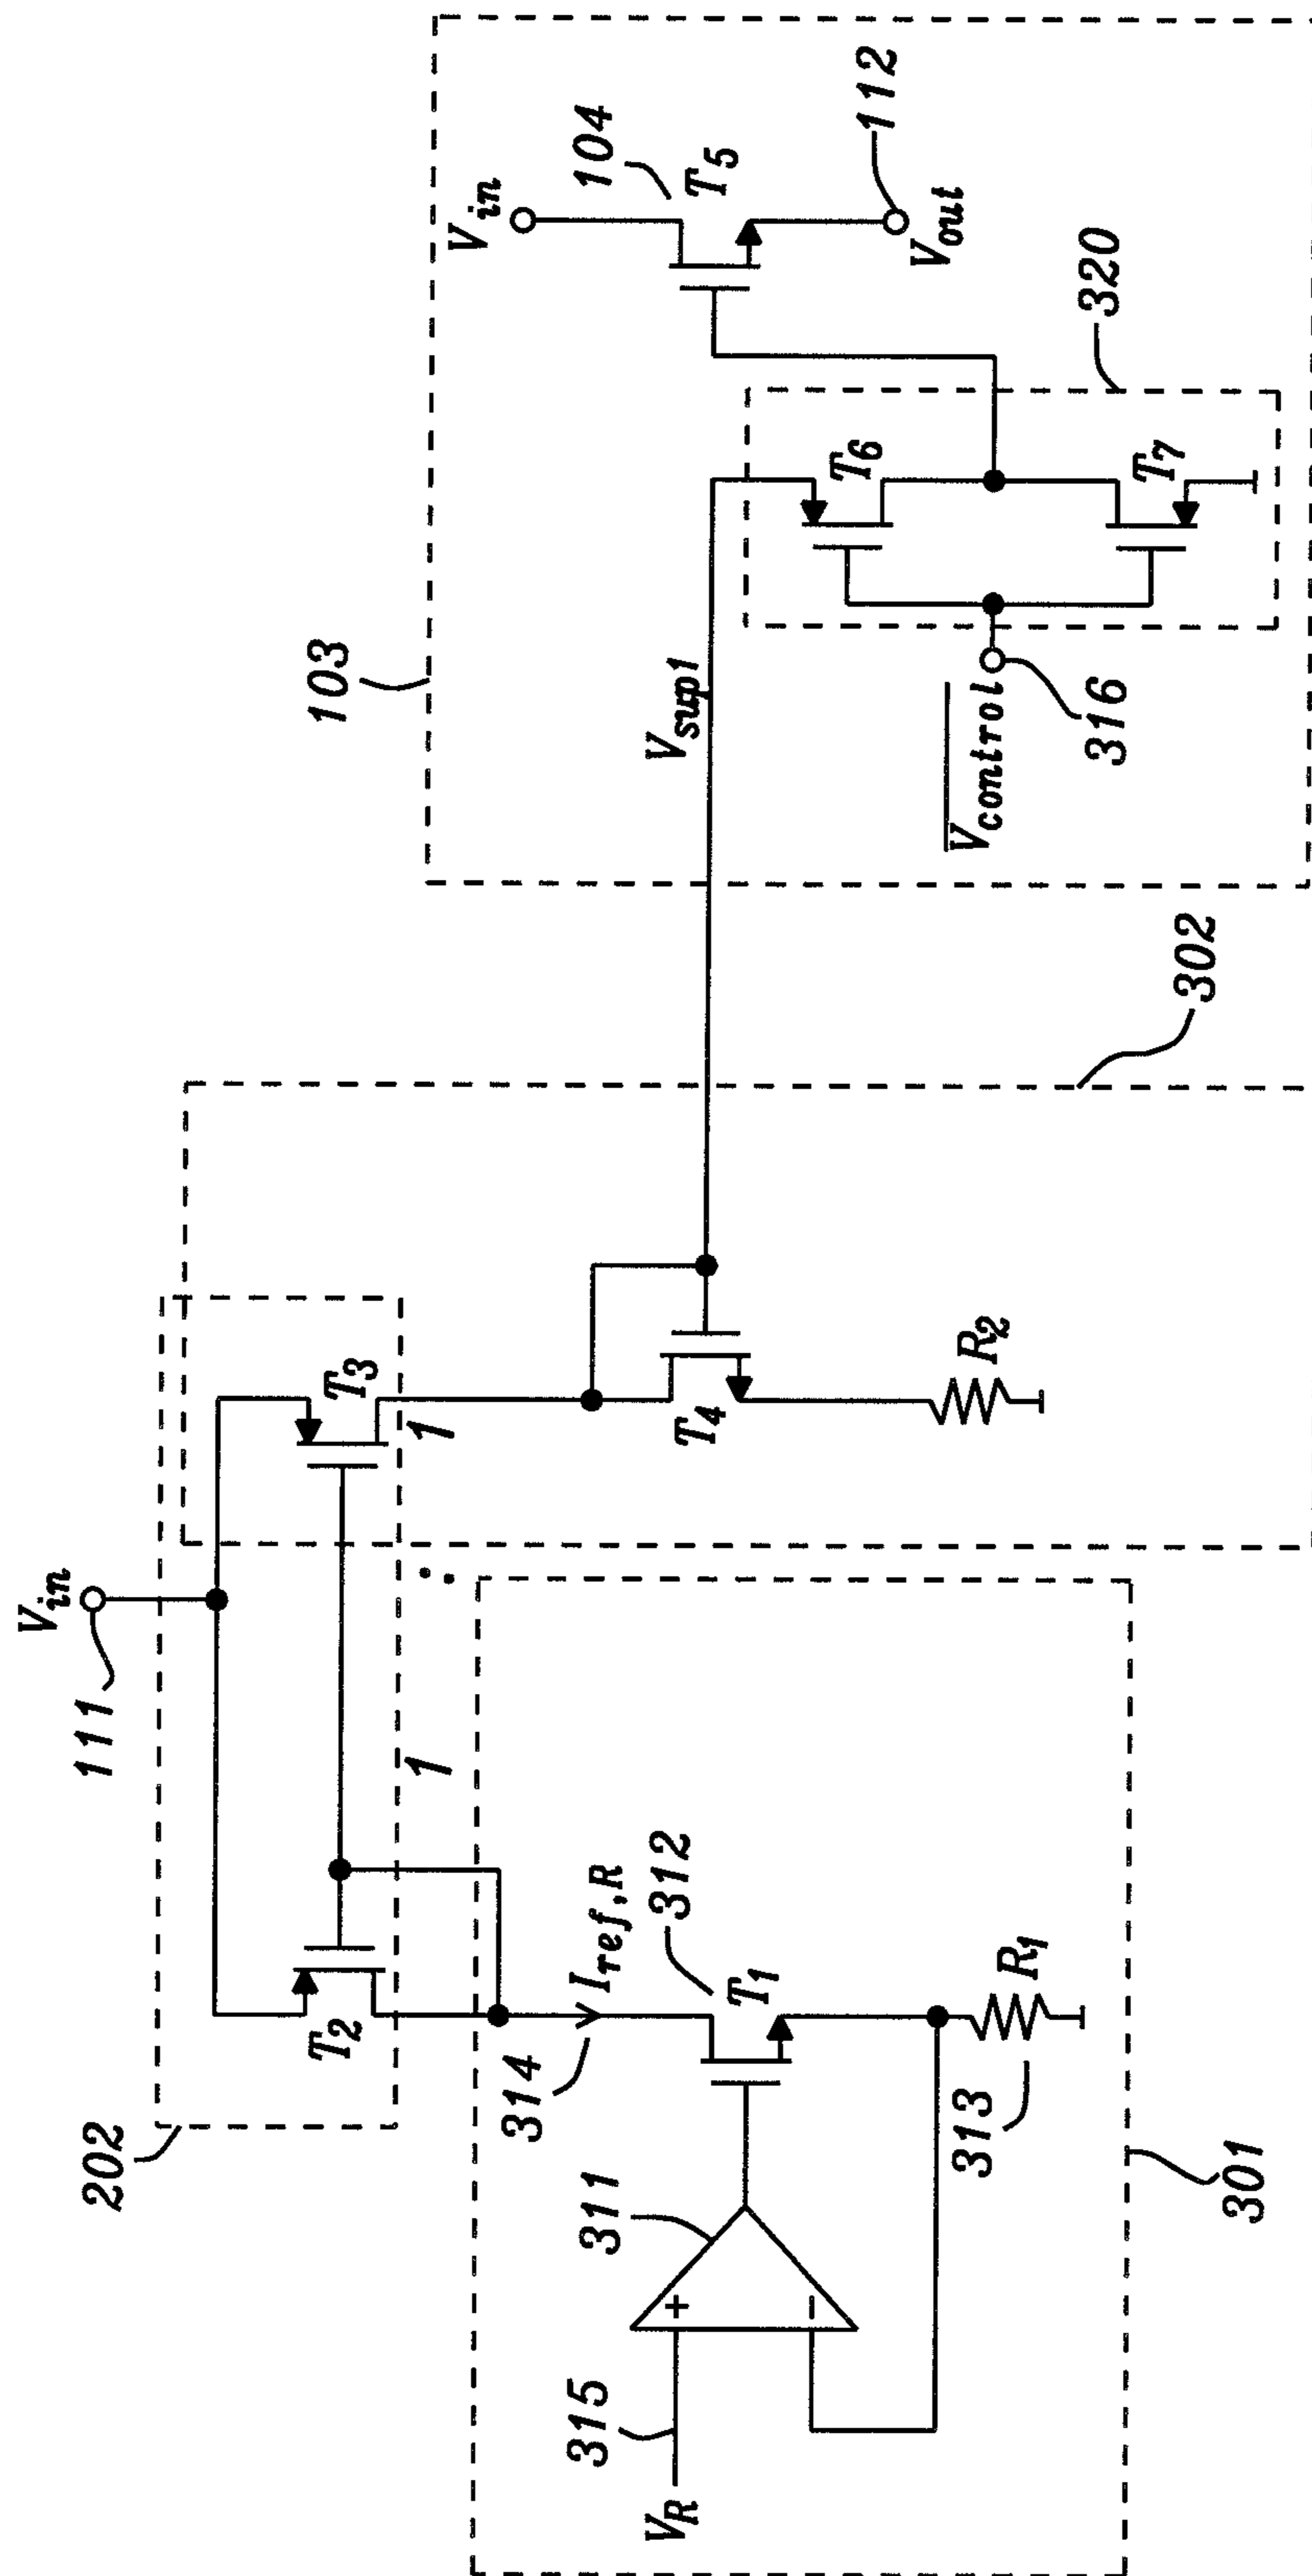 V_in
111
202
T_2
T_3
1
:
1
314
I_ref,R
312
T_1
311
+
-
315
V_R
313
R_1
301
T_4
R_2
302
103
V_sup1
V_in
104
T_5
112
V_out
320
T_6
T_7
V̅_control
316